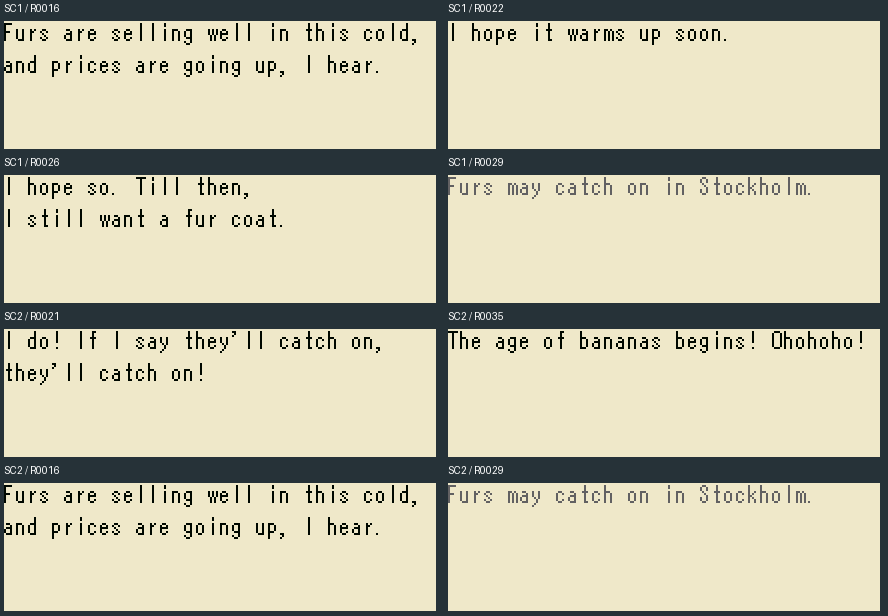 SC1/R0016
Furs are selling well in this cold,
and prices are going up, I hear.
SC1/R0022
I hope it warms up soon.
SC1/R0026
I hope so. Till then,
I still want a fur coat.
SC1/R0029
Furs may catch on in Stockholm.
SC2/R0021
I do! If I say they'll catch on,
they'll catch on!
SC2/R0035
The age of bananas begins! Ohohoho!
SC2/R0016
Furs are selling well in this cold,
and prices are going up, I hear.
SC2/R0029
Furs may catch on in Stockholm.